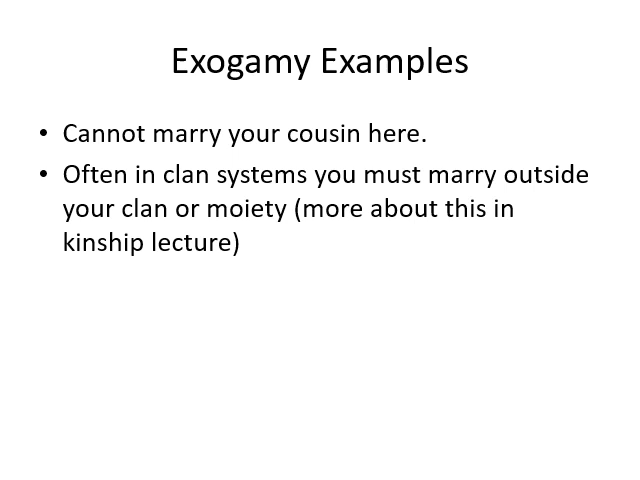 Exogamy Examples
• Cannot marry your cousin here.
• Often in clan systems you must marry outside
your clan or moiety (more about this in
kinship lecture)